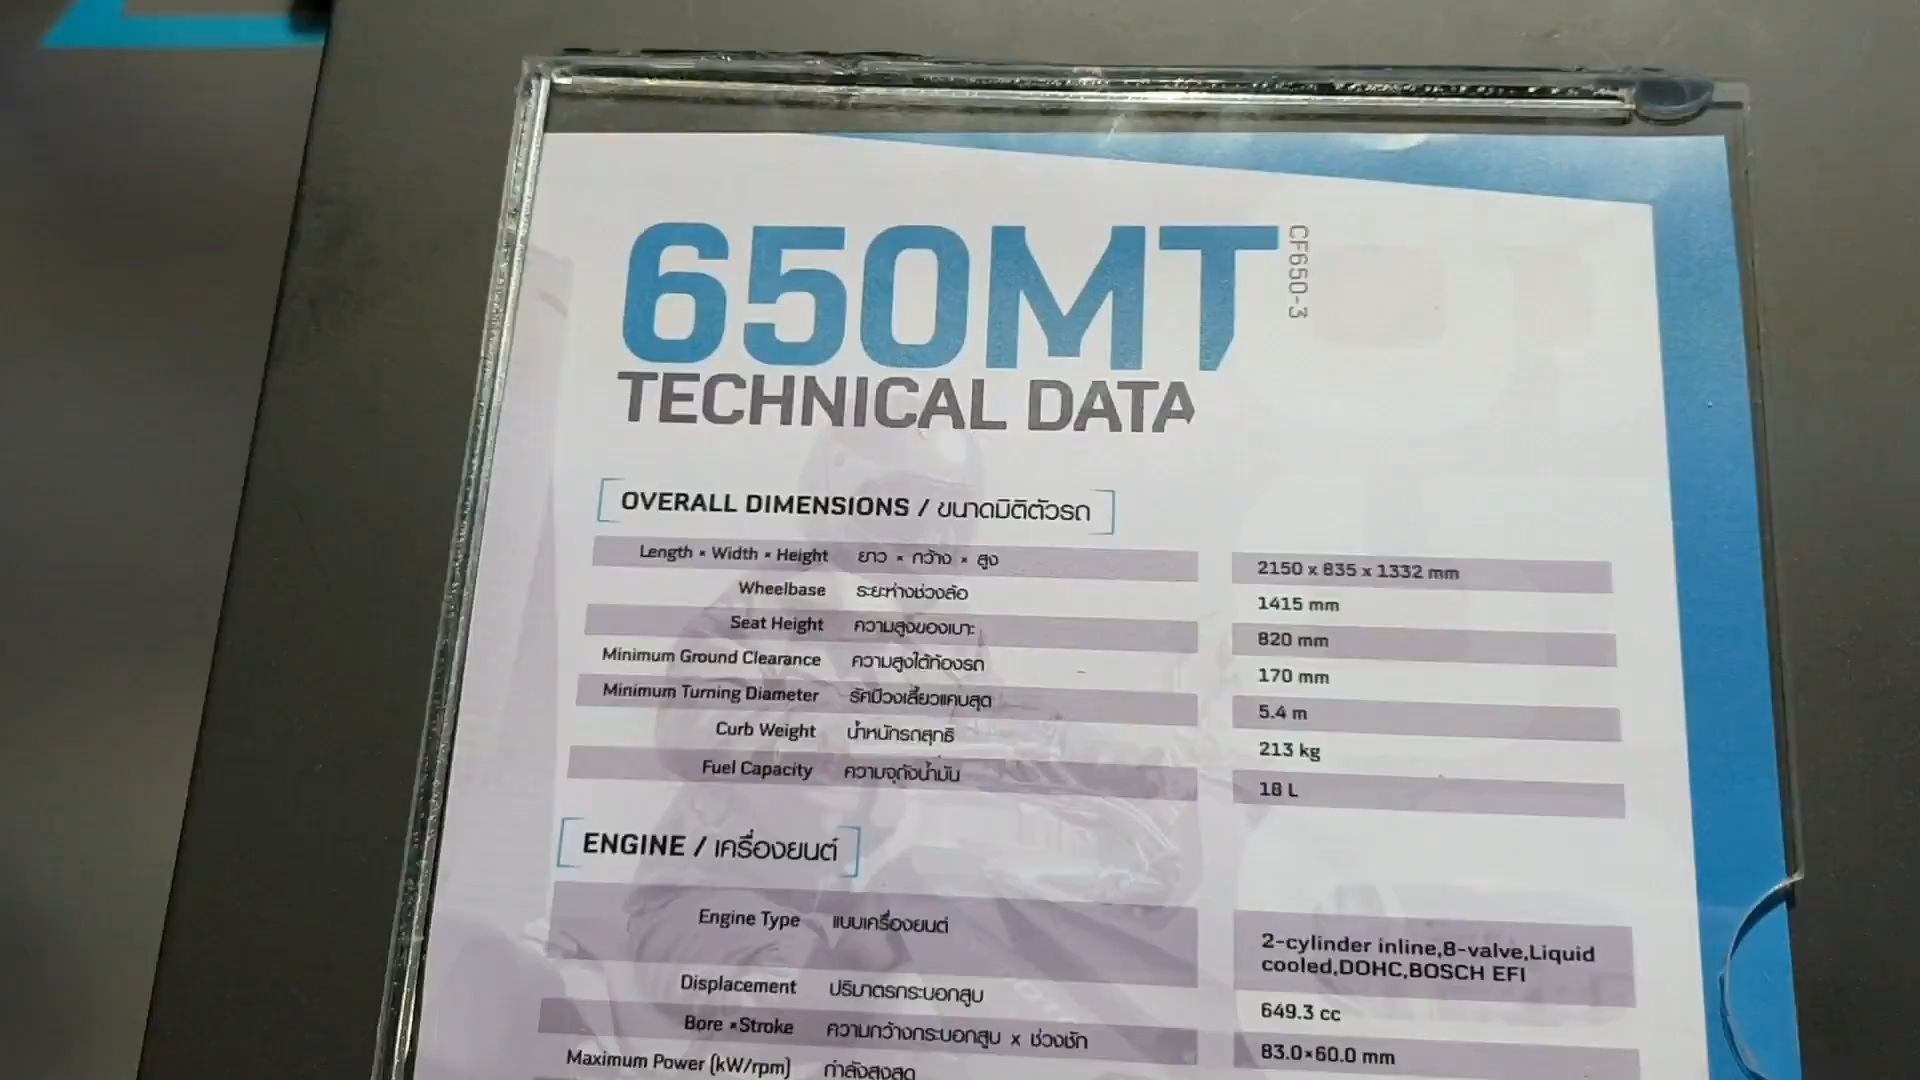 650MT
CF650-3
TECHNICAL DATA
OVERALL DIMENSIONS / ขนาดมิติตัวรถ
Length × Width × Height ยาว × กว้าง × สูง 2150 x 835 x 1332 mm
Wheelbase ระยะห่างช่วงล้อ 1415 mm
Seat Height ความสูงของเบาะ 820 mm
Minimum Ground Clearance ความสูงใต้ท้องรถ 170 mm
Minimum Turning Diameter รัศมีวงเลี้ยวแคบสุด 5.4 m
Curb Weight น้ำหนักรถสุทธิ 213 kg
Fuel Capacity ความจุถังน้ำมัน 18 L
ENGINE / เครื่องยนต์
Engine Type แบบเครื่องยนต์ 2-cylinder inline,8-valve,Liquid
cooled,DOHC,BOSCH EFI
Displacement ปริมาตรกระบอกสูบ 649.3 cc
Bore ×Stroke ความกว้างกระบอกสูบ x ช่วงชัก 83.0×60.0 mm
Maximum Power (kW/rpm) กำลังสูงสุด